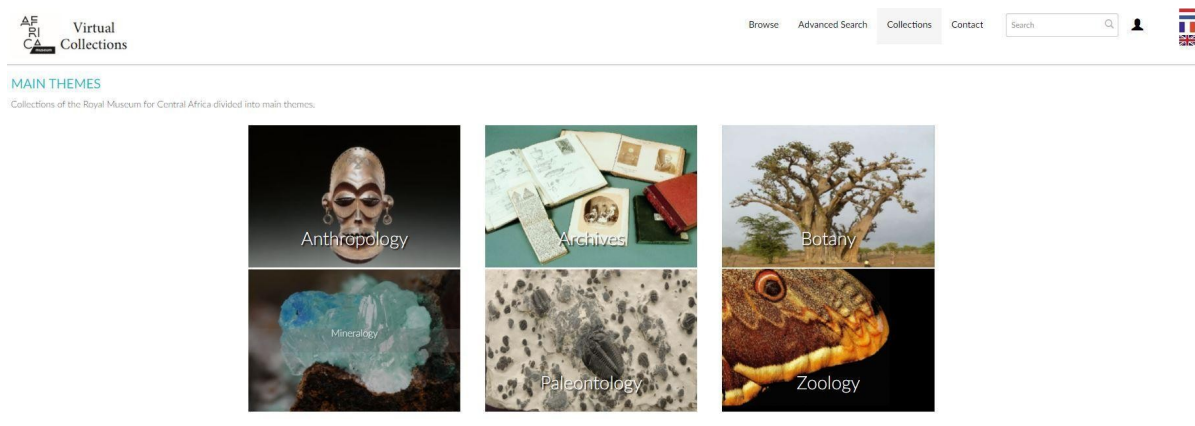 AF
RI
CA
museum
Virtual
Collections
Browse Advanced Search Collections Contact Search
MAIN THEMES
Collections of the Royal Museum for Central Africa divided into main themes.
Anthropology Archives Botany
Mineralogy
Paleontology Zoology